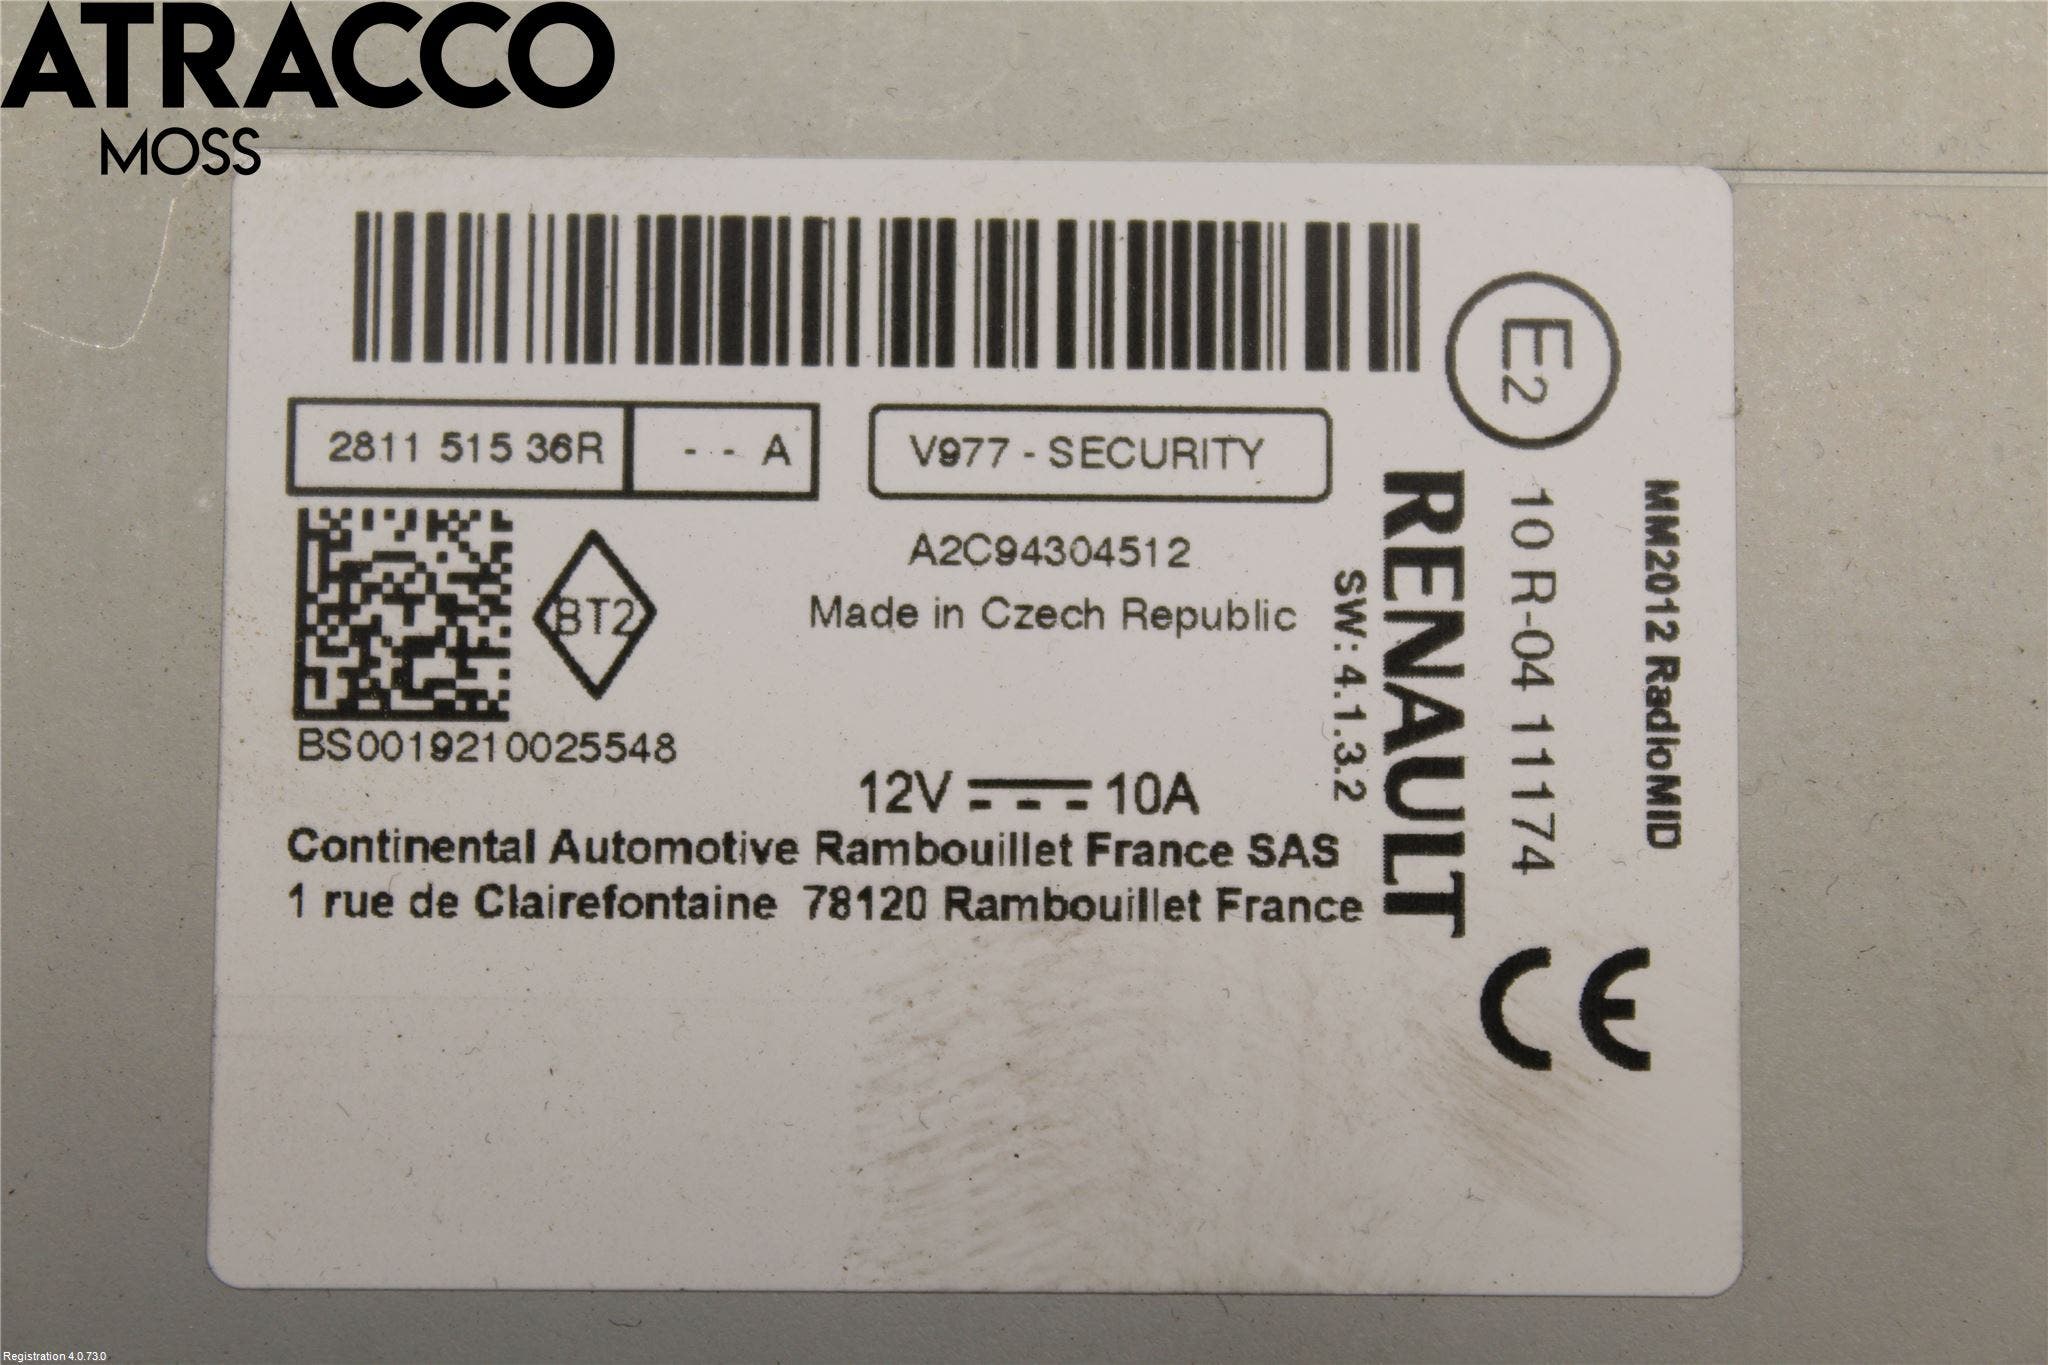 ATRACCO
MOSS
2811 515 36R
- - A
V977 - SECURITY
BT2
A2C94304512
Made in Czech Republic
BS0019210025548
12V 10A
Continental Automotive Rambouillet France SAS
1 rue de Clairefontaine 78120 Rambouillet France
SW: 4.1.3.2
RENAULT
E2
10 R-04 11174
MM2012 RadioMID
CE
Registration 4.0.73.0